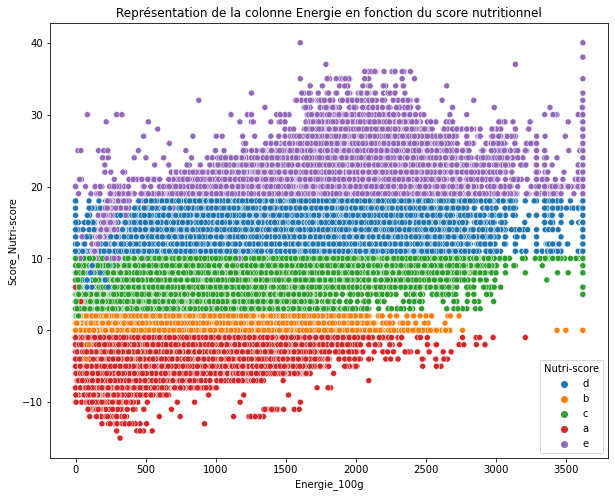 Représentation de la colonne Energie en fonction du score nutritionnel
40
30
20
10
0
−10
Score_Nutri-score
0
500
1000
1500
2000
2500
3000
3500
Energie_100g
Nutri-score
d
b
c
a
e